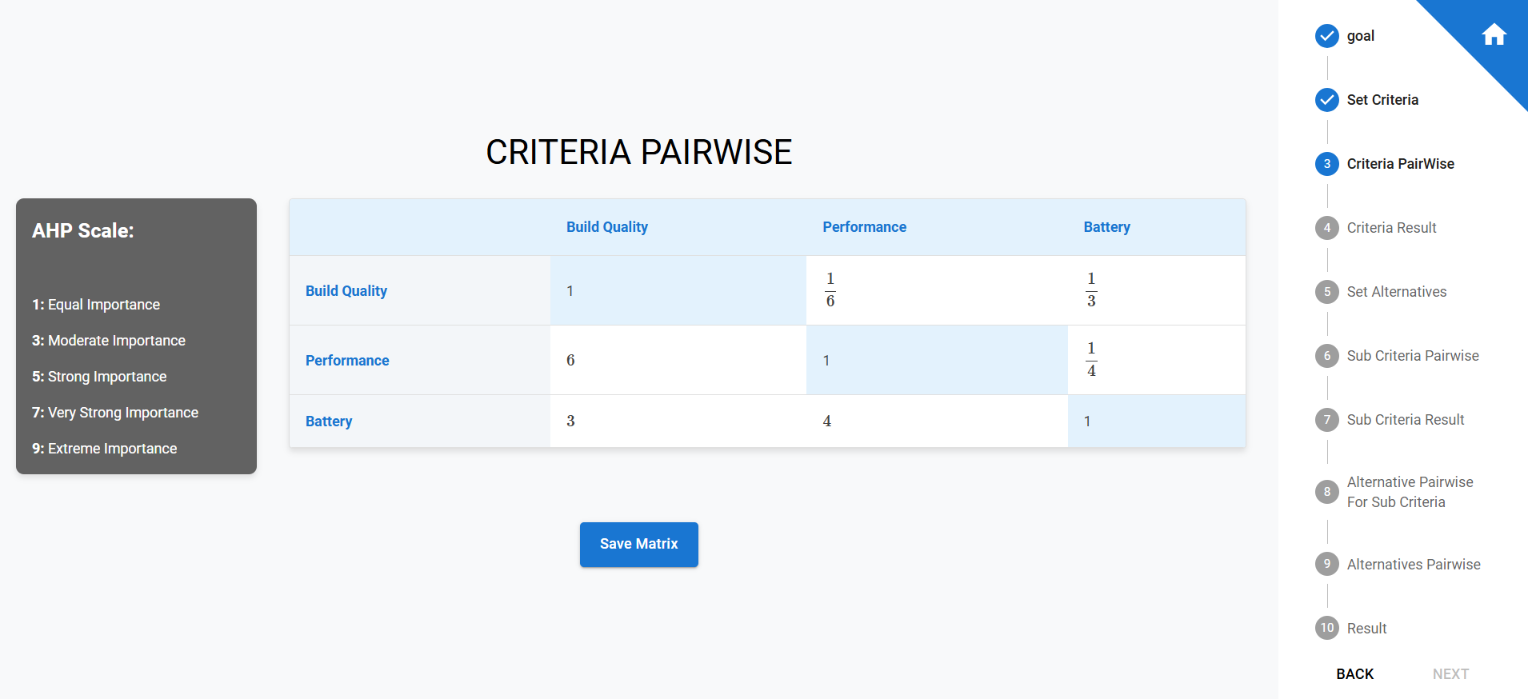 CRITERIA PAIRWISE
AHP Scale:
1: Equal Importance
3: Moderate Importance
5: Strong Importance
7: Very Strong Importance
9: Extreme Importance
Build Quality Performance Battery
Build Quality 1 1/6 1/3
Performance 6 1 1/4
Battery 3 4 1
Save Matrix
goal
Set Criteria
3 Criteria PairWise
4 Criteria Result
5 Set Alternatives
6 Sub Criteria Pairwise
7 Sub Criteria Result
8 Alternative Pairwise
For Sub Criteria
9 Alternatives Pairwise
10 Result
BACK NEXT